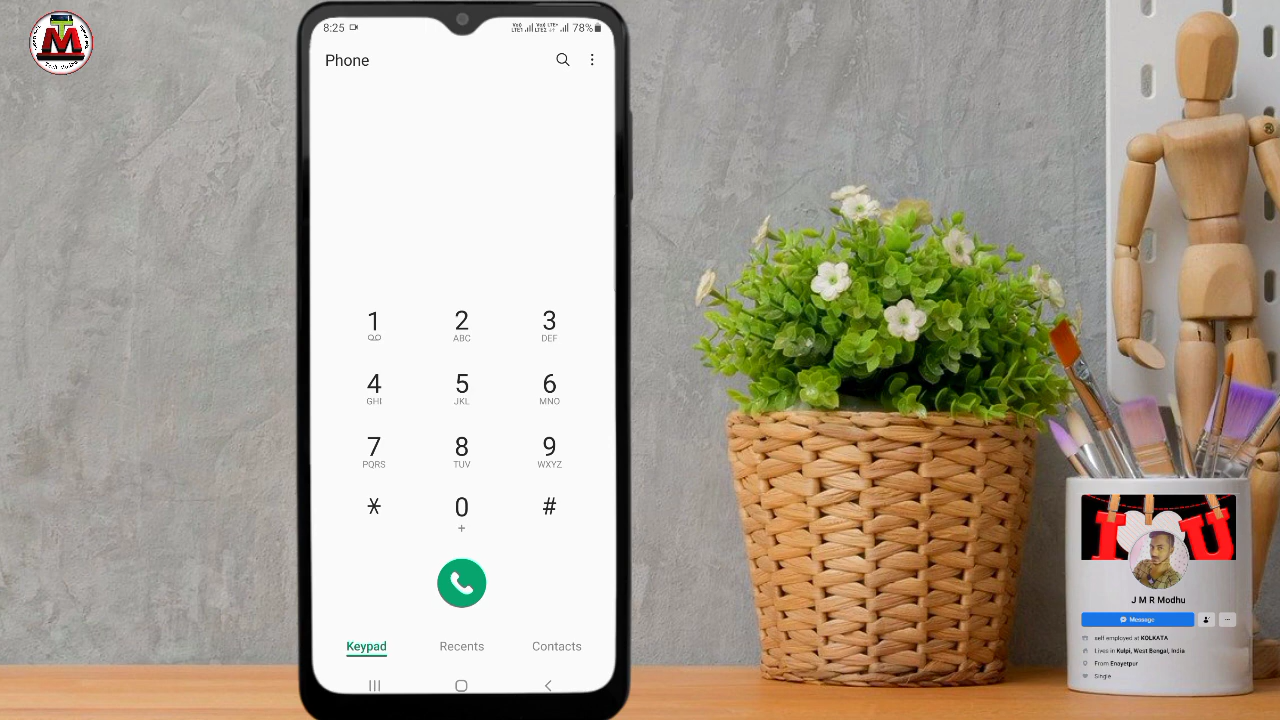 M
8:25
78%
Phone
1
2
ABC
3
DEF
4
GHI
5
JKL
6
MNO
7
PQRS
8
TUV
9
WXYZ
*
0
+
#
Keypad
Recents
Contacts
I U
J M R Modhu
Message
self employed at KOLKATA
Lives in Kulpi, West Bengal, India
From Enayetpur
Single